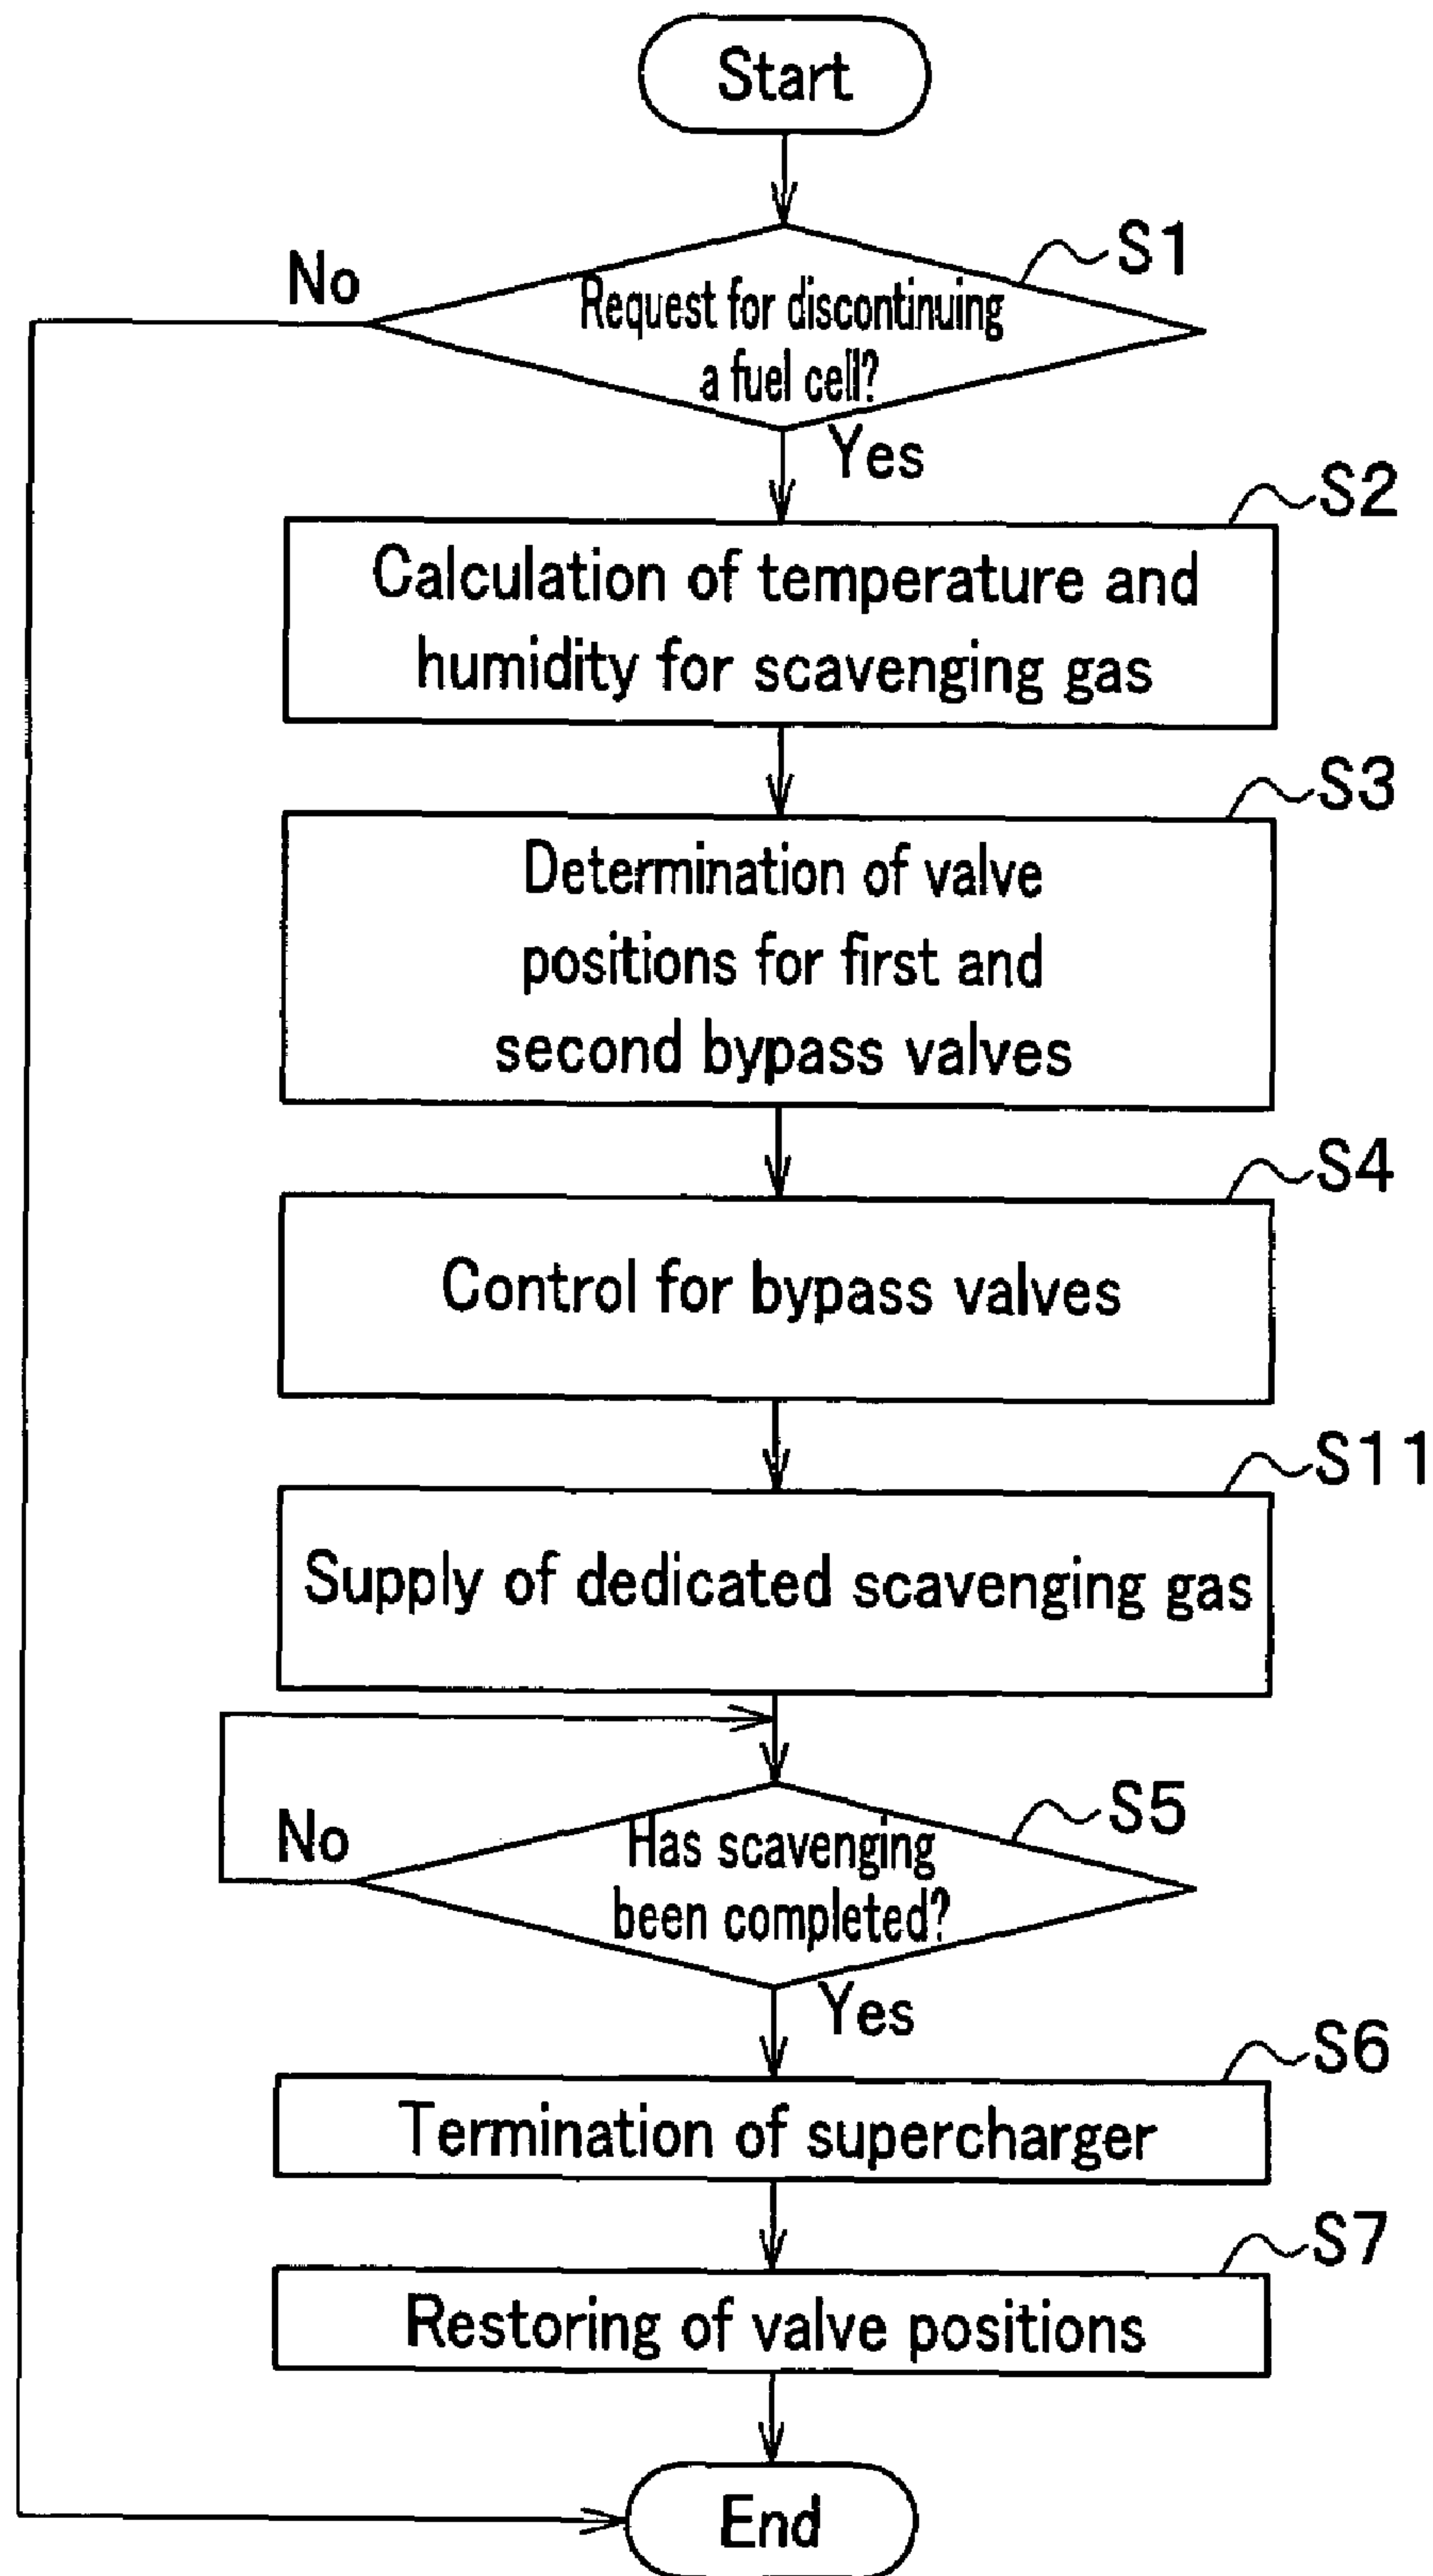 Start
S1
No
Request for discontinuing
a fuel cell?
Yes
S2
Calculation of temperature and
humidity for scavenging gas
S3
Determination of valve
positions for first and
second bypass valves
S4
Control for bypass valves
S11
Supply of dedicated scavenging gas
S5
No
Has scavenging
been completed?
Yes
S6
Termination of supercharger
S7
Restoring of valve positions
End